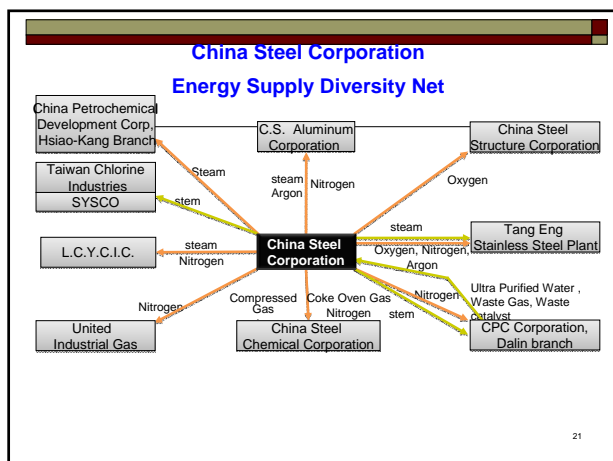 China Steel Corporation
Energy Supply Diversity Net
China Petrochemical
Development Corp,
Hsiao-Kang Branch
C.S. Aluminum
Corporation
China Steel
Structure Corporation
Steam
steam
Argon
Nitrogen
Oxygen
Taiwan Chlorine
Industries
SYSCO
stem
steam
Tang Eng
Stainless Steel Plant
China Steel
Corporation
L.C.Y.C.I.C.
steam
Nitrogen
Oxygen, Nitrogen,
Argon
Ultra Purified Water ,
Waste Gas, Waste
catalyst
Nitrogen
Compressed
Gas
Coke Oven Gas
Nitrogen
Nitrogen
stem
United
Industrial Gas
China Steel
Chemical Corporation
CPC Corporation,
Dalin branch
21